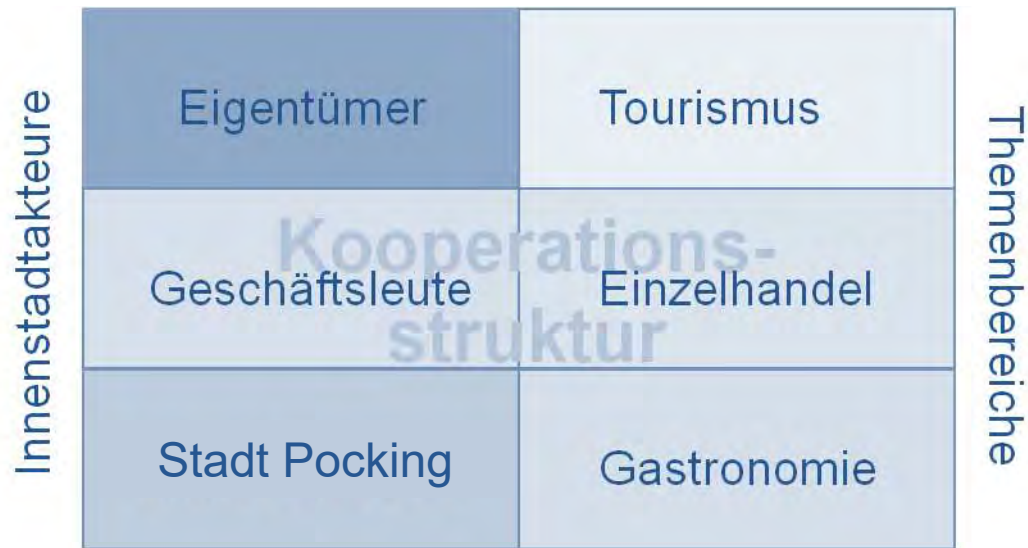 Innenstadtakteure
Eigentümer
Tourismus
Kooperations-
Geschäftsleute
Einzelhandel
struktur
Stadt Pocking
Gastronomie
Themenbereiche